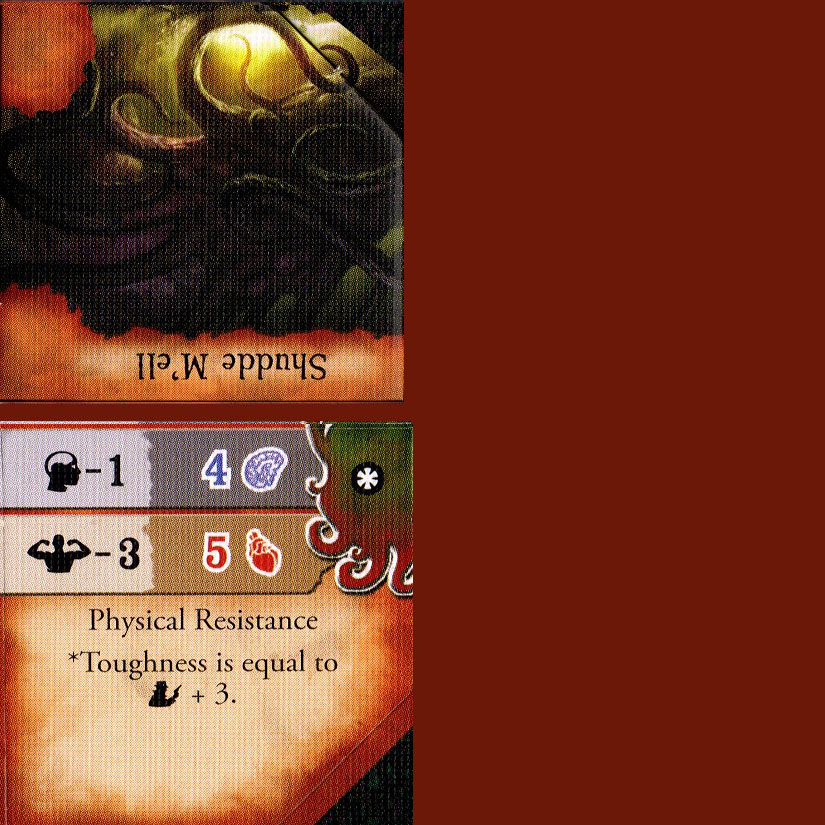 Shudde M'ell
-1 4 *
-3 5
Physical Resistance
*Toughness is equal to
+ 3.